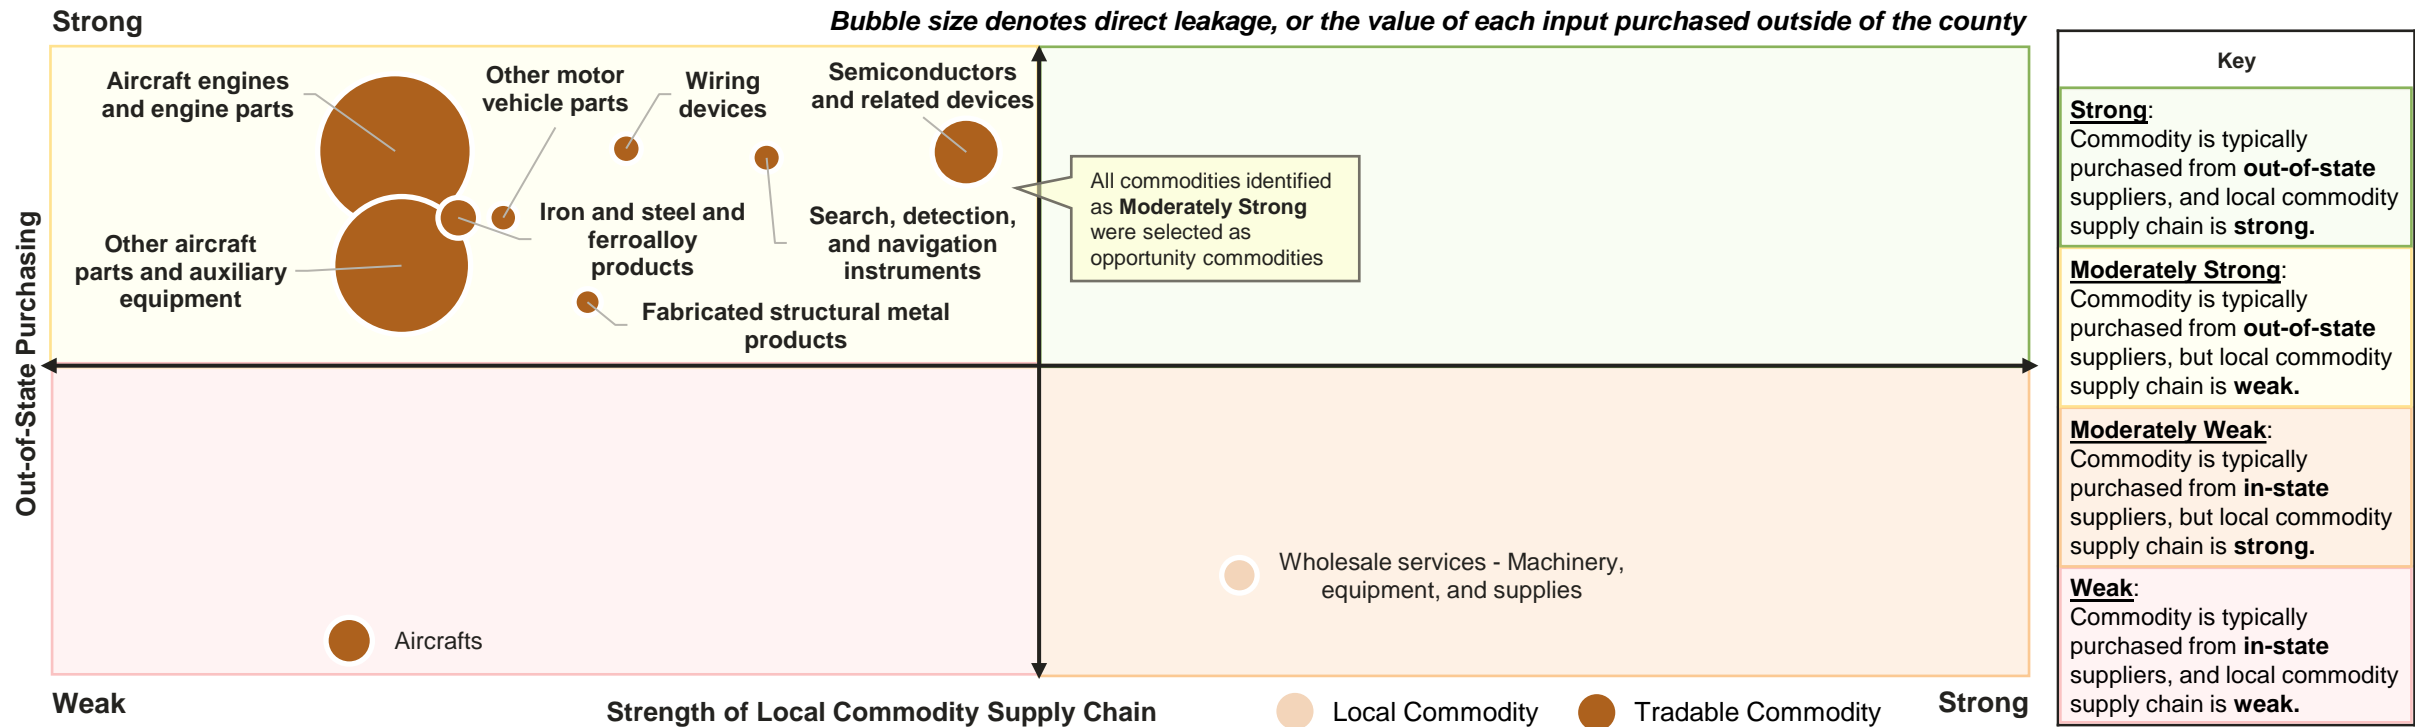 Strong
Bubble size denotes direct leakage, or the value of each input purchased outside of the county
Out-of-State Purchasing
Aircraft engines
and engine parts
Other motor
vehicle parts
Wiring
devices
Semiconductors
and related devices
Other aircraft
parts and auxiliary
equipment
Iron and steel and
ferroalloy
products
Search, detection,
and navigation
instruments
Fabricated structural metal
products
All commodities identified
as Moderately Strong
were selected as
opportunity commodities
Aircrafts
Wholesale services - Machinery,
equipment, and supplies
Weak
Strength of Local Commodity Supply Chain
Local Commodity
Tradable Commodity
Strong
Key
Strong:
Commodity is typically
purchased from out-of-state
suppliers, and local commodity
supply chain is strong.
Moderately Strong:
Commodity is typically
purchased from out-of-state
suppliers, but local commodity
supply chain is weak.
Moderately Weak:
Commodity is typically
purchased from in-state
suppliers, but local commodity
supply chain is strong.
Weak:
Commodity is typically
purchased from in-state
suppliers, and local commodity
supply chain is weak.